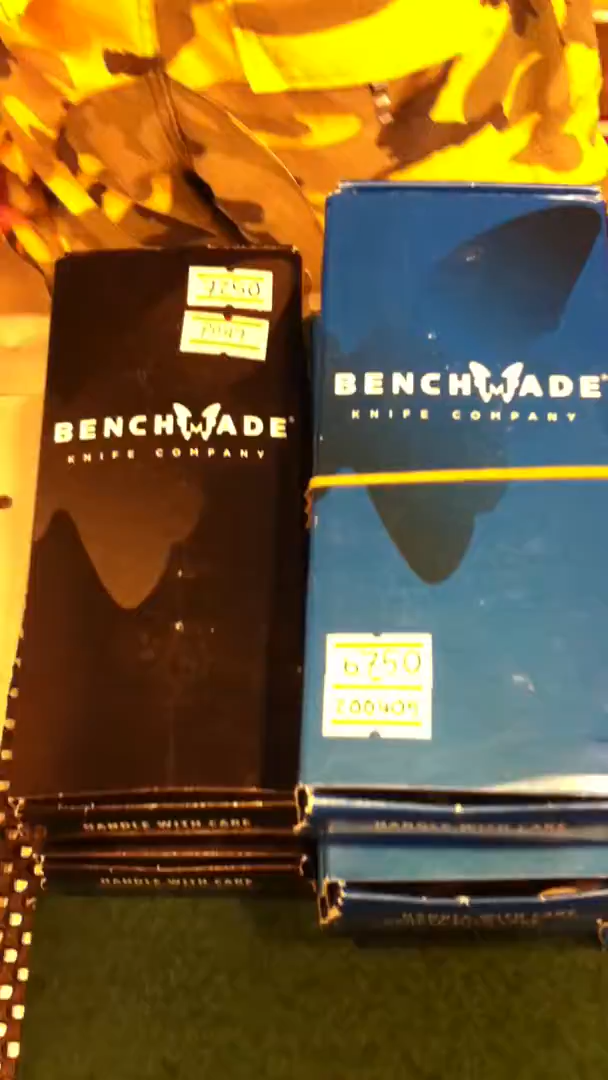 BENCHMADE®
KNIFE COMPANY
HANDLE WITH CARE
HANDLE WITH CARE
BENCHMADE®
KNIFE COMPANY
6750
200409
HANDLE WITH CARE